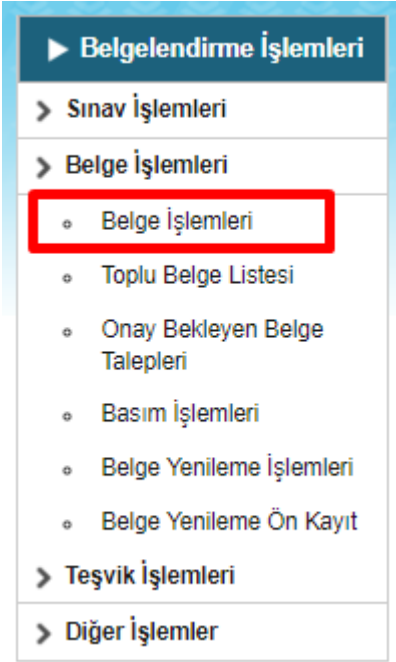 Belgelendirme İşlemleri
Sınav İşlemleri
Belge İşlemleri
Belge İşlemleri
Toplu Belge Listesi
Onay Bekleyen Belge
Talepleri
Basım İşlemleri
Belge Yenileme İşlemleri
Belge Yenileme Ön Kayıt
Teşvik İşlemleri
Diğer İşlemler